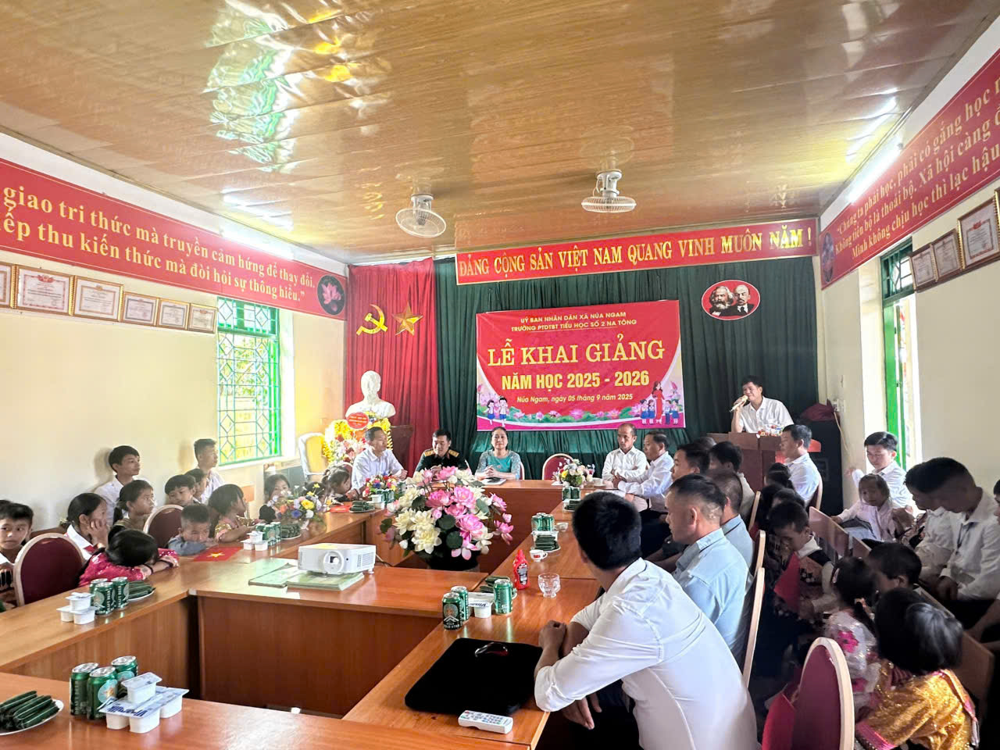 giao tri thức mà truyền cảm hứng để thay đổi.
tiếp thu kiến thức mà đòi hỏi sự thông hiểu."
ĐẢNG CỘNG SẢN VIỆT NAM QUANG VINH MUÔN NĂM !
UỶ BAN NHÂN DÂN XÃ NÚA NGAM
TRƯỜNG PTDTBT TIỂU HỌC SỐ 2 NA TÔNG
LỄ KHAI GIẢNG
NĂM HỌC 2025 - 2026
Núa Ngam, ngày 05 tháng 9 năm 2025
"Chúng ta phải học, phải cố gắng học
Không tiến bộ là thoái bộ. Xã hội càng
Mình không chịu học thì lạc hậu